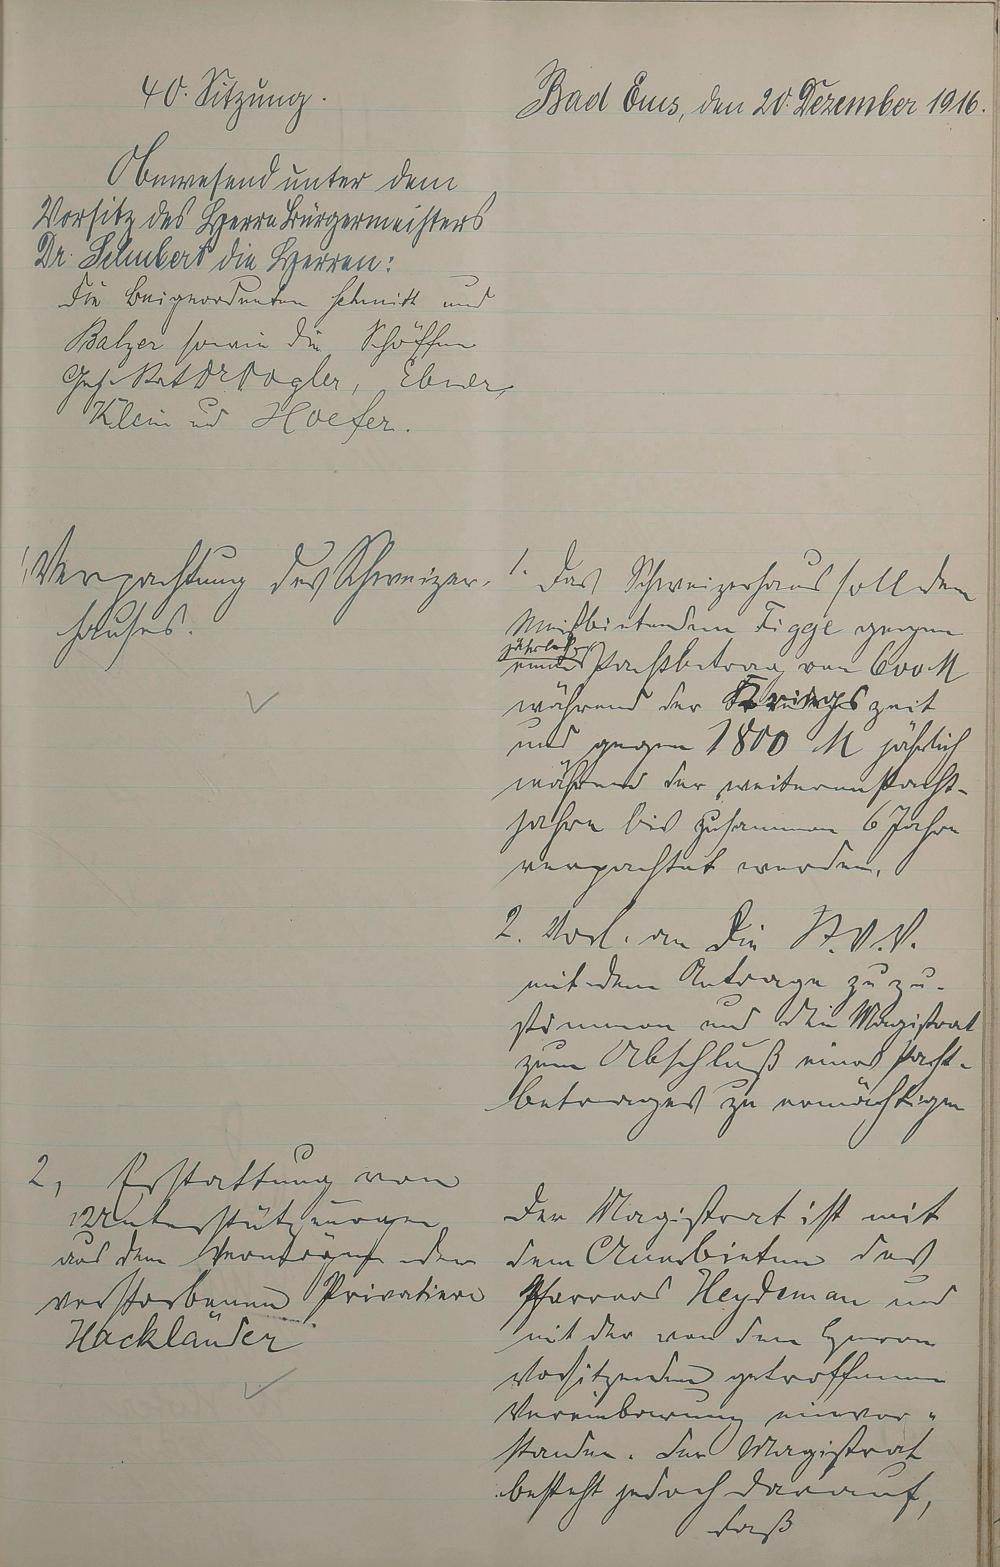 40. Sitzung.
Bad Ems, den 20. Dezember 1916.
Anwesend unter dem
Vorsitz des Herrn Bürgermeisters
Dr. Schubert die Herren:
die Beigeordneten Schmitt und
Balzer sowie die Schöffen
Geh. Rat Dr Vogler, Ebner,
Klein und Hoefer.
1, Verpachtung des Schweizer-
hauses.
1. Das Schweizerhaus soll dem
Meistbietenden Figge gegen
jährlich
einen Pachtbetrag von 600 M
während der Kriegszeit
und gegen 1800 M jährlich
während der weiteren Pacht-
jahre bis zusammen 6 Jahre
verpachtet werden.
2. Vorl. an die St.V.V.
mit dem Antrage zuzu-
stimmen und den Magistrat
zum Abschluß eines Pacht-
vertrages zu ermächtigen
2, Erstattung von
Unterstützungen
aus dem Vermögen der
verstorbenen Privatiere
Hackländer
Der Magistrat ist mit
dem Anerbieten des
Pfarrers Heydeman und
mit der von dem Herrn
Vorsitzenden getroffenen
Vereinbarung einver-
standen. Der Magistrat
besteht jedoch darauf,
daß